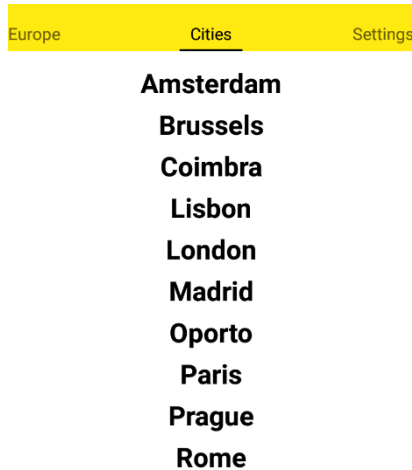 Europe Cities Settings
Amsterdam
Brussels
Coimbra
Lisbon
London
Madrid
Oporto
Paris
Prague
Rome